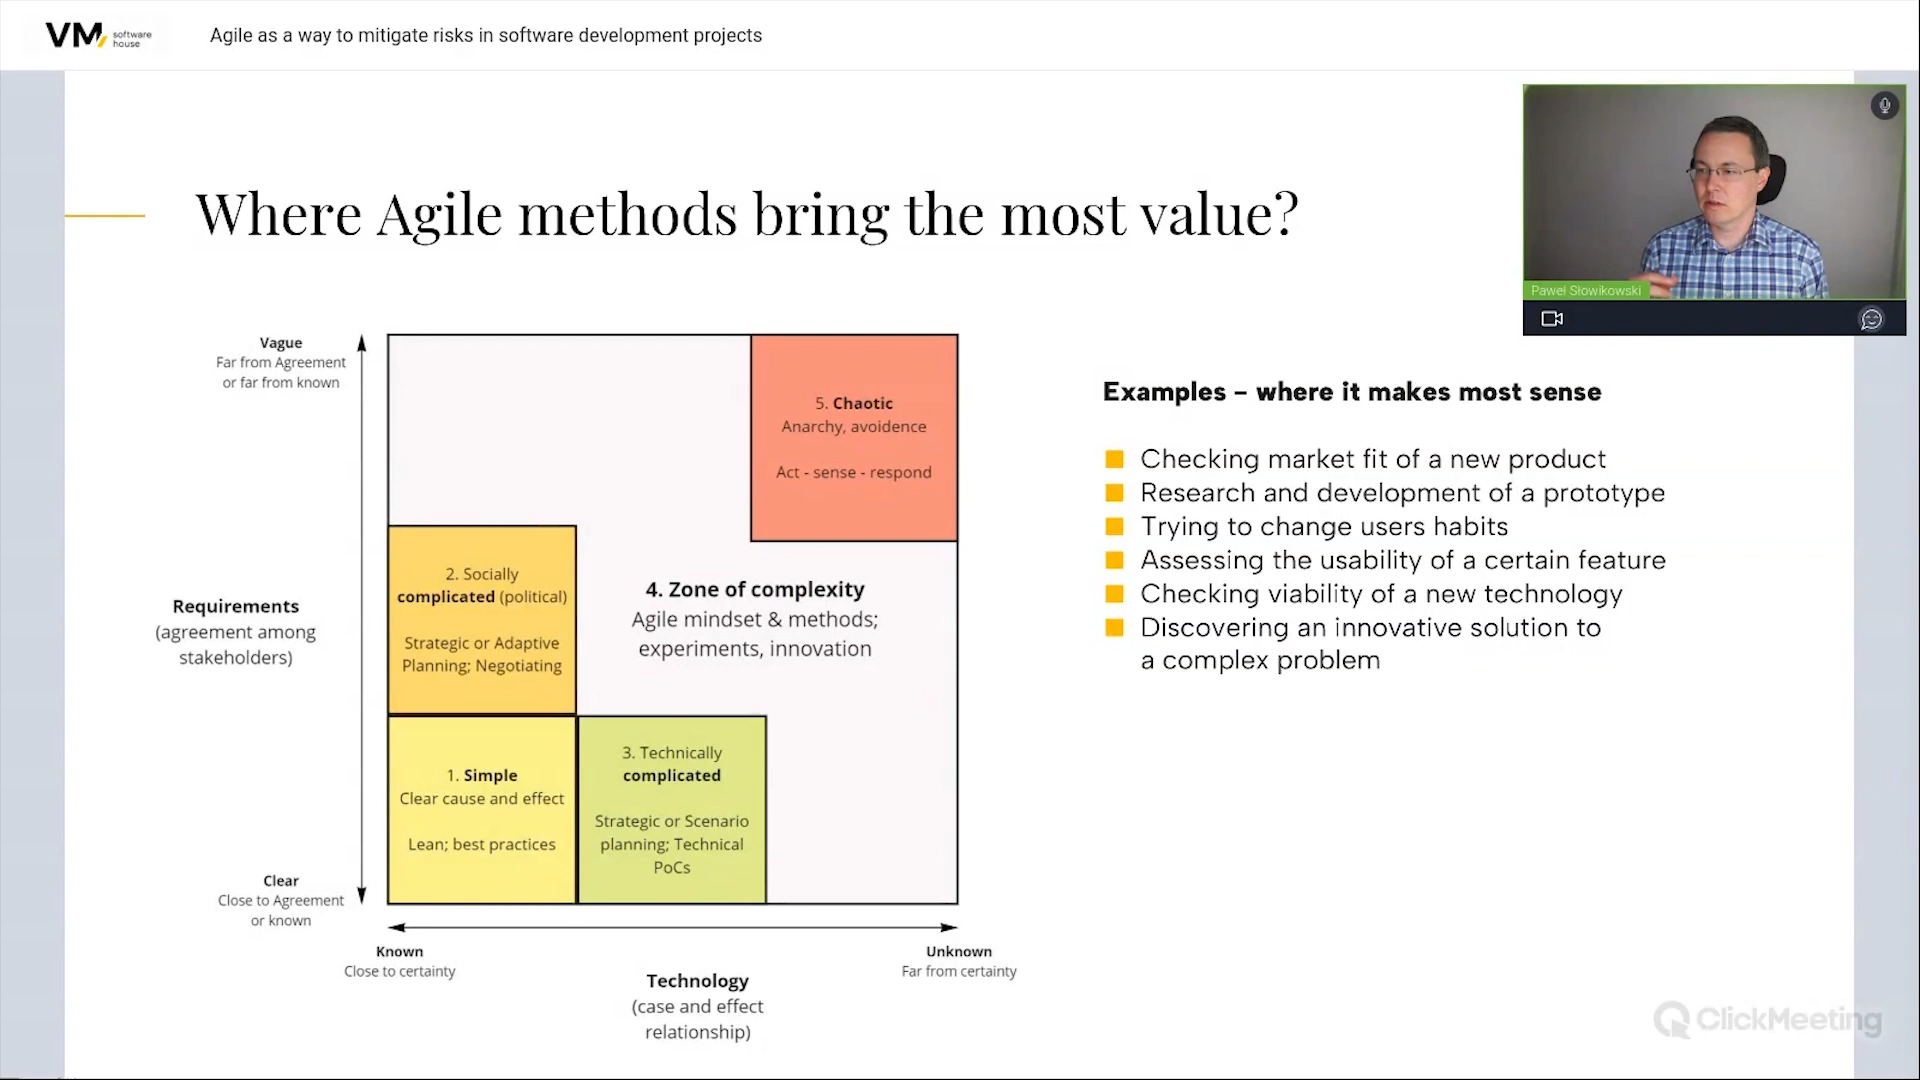 VM
software
house
Agile as a way to mitigate risks in software development projects
Where Agile methods bring the most value?
Paweł Słowikowski
Vague
Far from Agreement
or far from known
Requirements
(agreement among
stakeholders)
Clear
Close to Agreement
or known
5. Chaotic
Anarchy, avoidence
Act - sense - respond
2. Socially
complicated (political)
Strategic or Adaptive
Planning; Negotiating
4. Zone of complexity
Agile mindset & methods;
experiments, innovation
1. Simple
Clear cause and effect
Lean; best practices
3. Technically
complicated
Strategic or Scenario
planning; Technical
PoCs
Known
Close to certainty
Unknown
Far from certainty
Technology
(case and effect
relationship)
Examples – where it makes most sense
Checking market fit of a new product
Research and development of a prototype
Trying to change users habits
Assessing the usability of a certain feature
Checking viability of a new technology
Discovering an innovative solution to
a complex problem
ClickMeeting